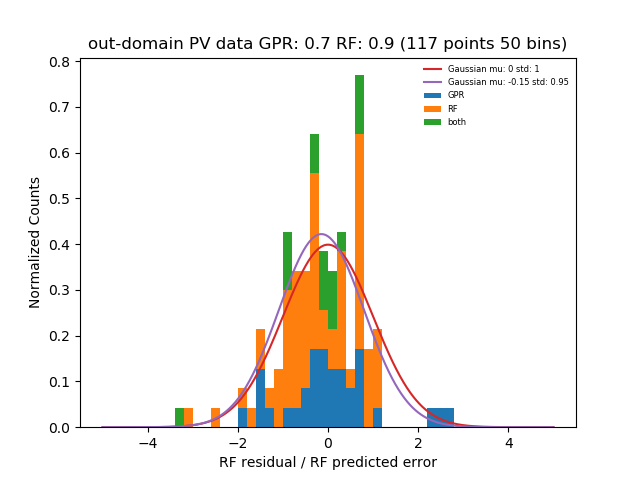 out-domain PV data GPR: 0.7 RF: 0.9 (117 points 50 bins)
Gaussian mu: 0 std: 1
Gaussian mu: -0.15 std: 0.95
GPR
RF
both
Normalized Counts
0.8
0.7
0.6
0.5
0.4
0.3
0.2
0.1
0.0
−4 −2 0 2 4
RF residual / RF predicted error